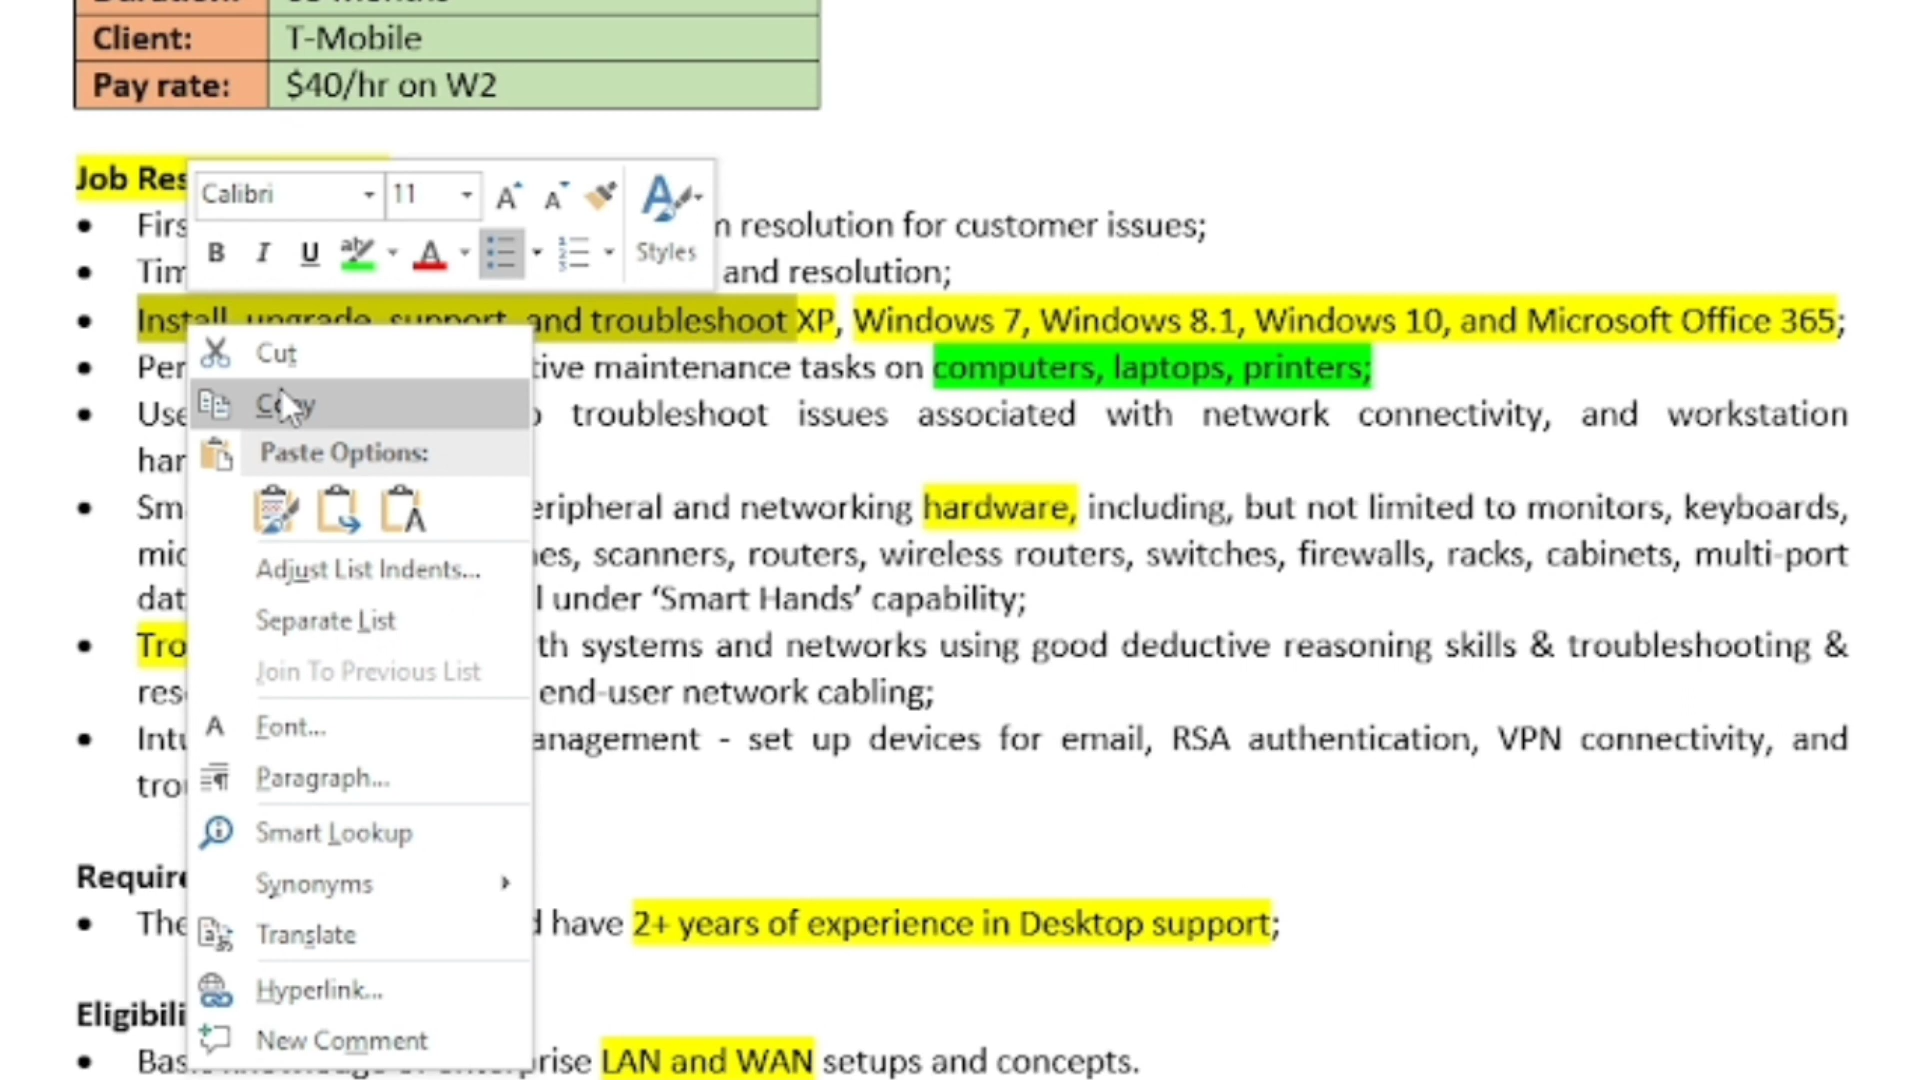 Client: T-Mobile
Pay rate: $40/hr on W2
Job Res
Calibri 11
Styles
Firs m resolution for customer issues;
Tim and resolution;
Install, upgrade, support, and troubleshoot XP, Windows 7, Windows 8.1, Windows 10, and Microsoft Office 365;
Per tive maintenance tasks on computers, laptops, printers;
Use troubleshoot issues associated with network connectivity, and workstation
har
Sm eripheral and networking hardware, including, but not limited to monitors, keyboards,
mic es, scanners, routers, wireless routers, switches, firewalls, racks, cabinets, multi-port
dat l under ‘Smart Hands’ capability;
Tro th systems and networks using good deductive reasoning skills & troubleshooting &
res end-user network cabling;
Intu anagement - set up devices for email, RSA authentication, VPN connectivity, and
trou
Require
The d have 2+ years of experience in Desktop support;
Eligibili
Bas rise LAN and WAN setups and concepts.
Cut
Copy
Paste Options:
Adjust List Indents...
Separate List
Join To Previous List
Font...
Paragraph...
Smart Lookup
Synonyms
Translate
Hyperlink...
New Comment